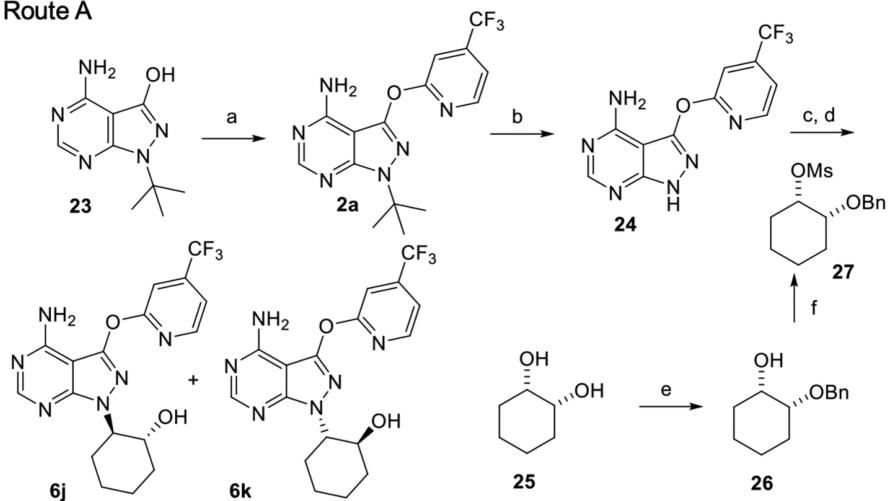 Route A
CF₃
NH₂
OH
N
N
N
N
23
a
NH₂
O
N
N
N
N
N
2a
b
CF₃
NH₂
O
N
N
N
N
N
H
24
c, d
OMs
OBn
27
f
CF₃
NH₂
O
N
N
N
N
N
OH
6j
+
CF₃
NH₂
O
N
N
N
N
N
OH
6k
OH
OH
25
e
OH
OBn
26